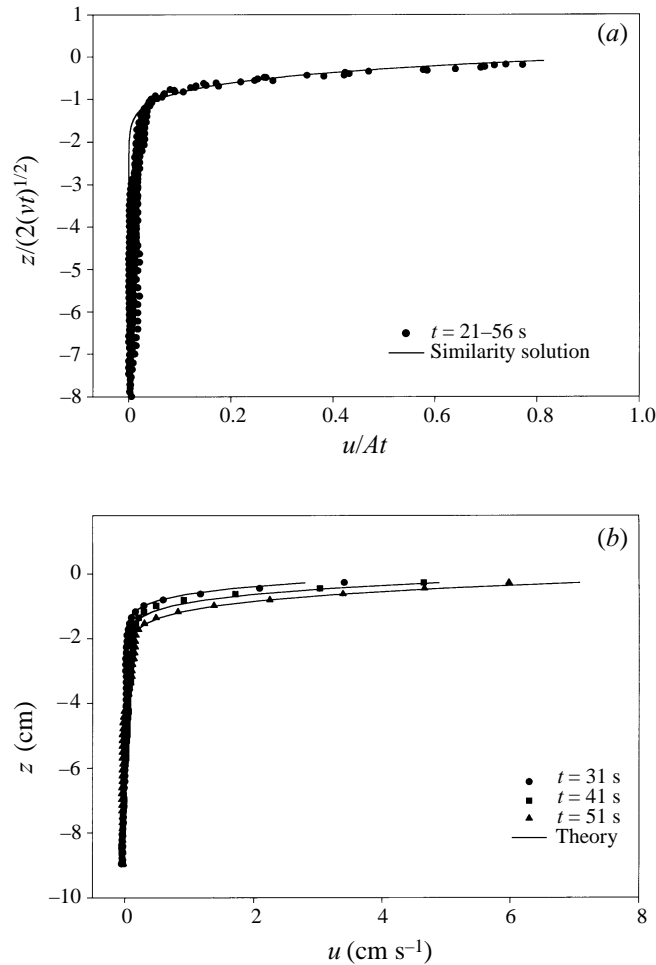 (a)
1
0
–1
–2
–3
–4
–5
–6
–7
–8
z/(2(νt)^{1/2})
t = 21–56 s
Similarity solution
0 0.2 0.4 0.6 0.8 1.0
u/At
(b)
0
–2
–4
–6
–8
–10
z (cm)
t = 31 s
t = 41 s
t = 51 s
Theory
0 2 4 6 8
u (cm s⁻¹)